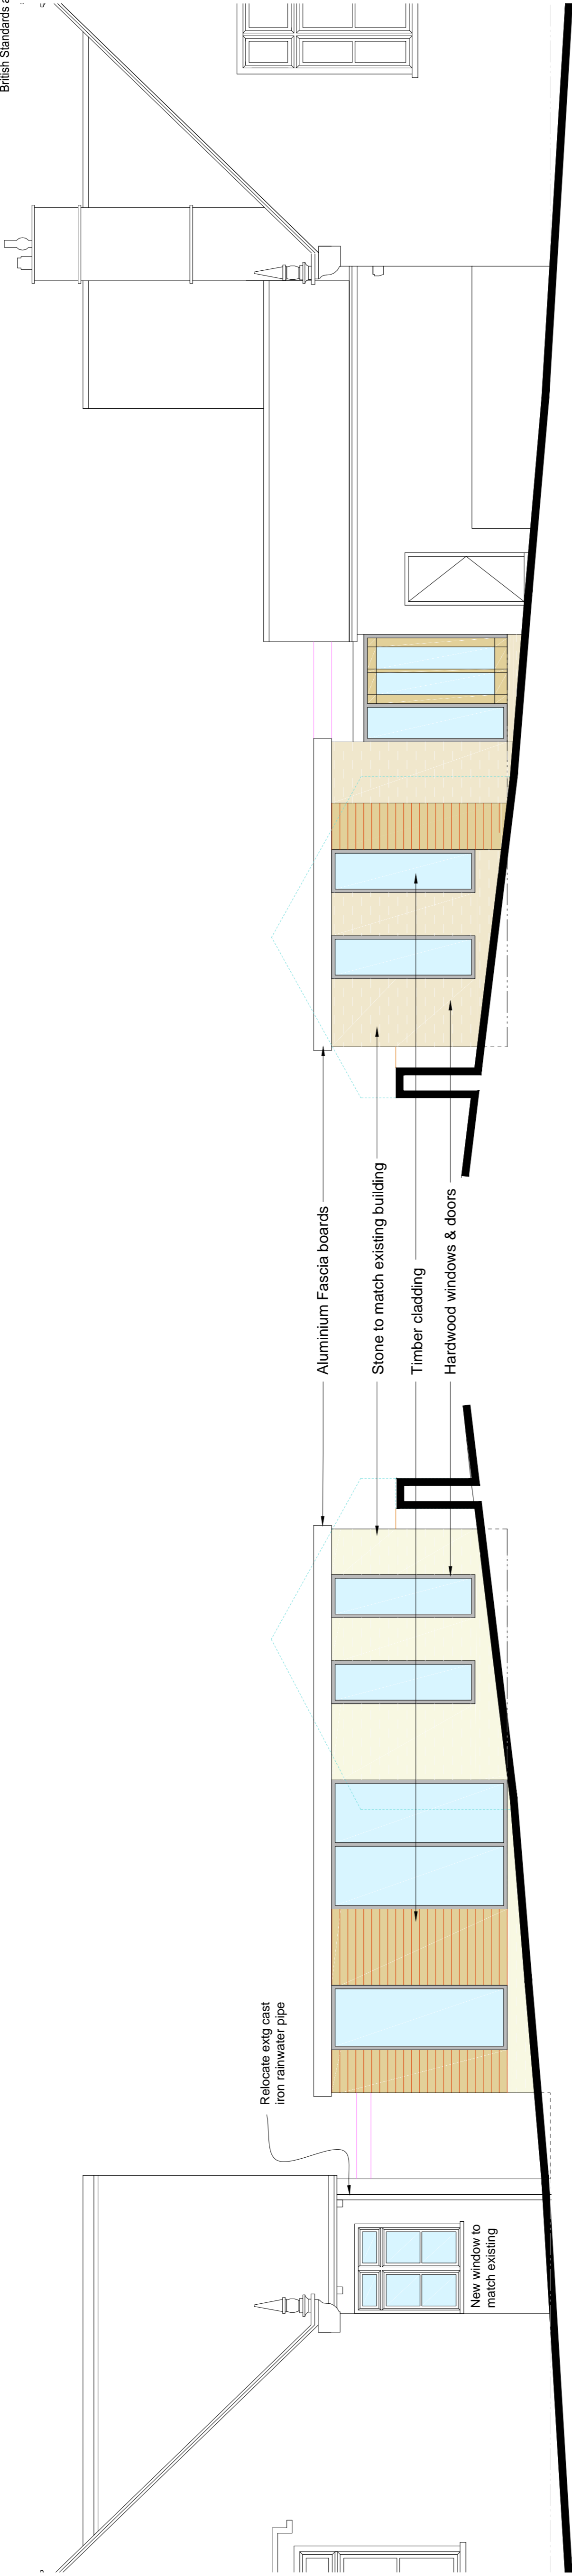 British Standards a
Aluminium Fascia boards
Stone to match existing building
Timber cladding
Hardwood windows & doors
Relocate extg cast
iron rainwater pipe
New window to
match existing